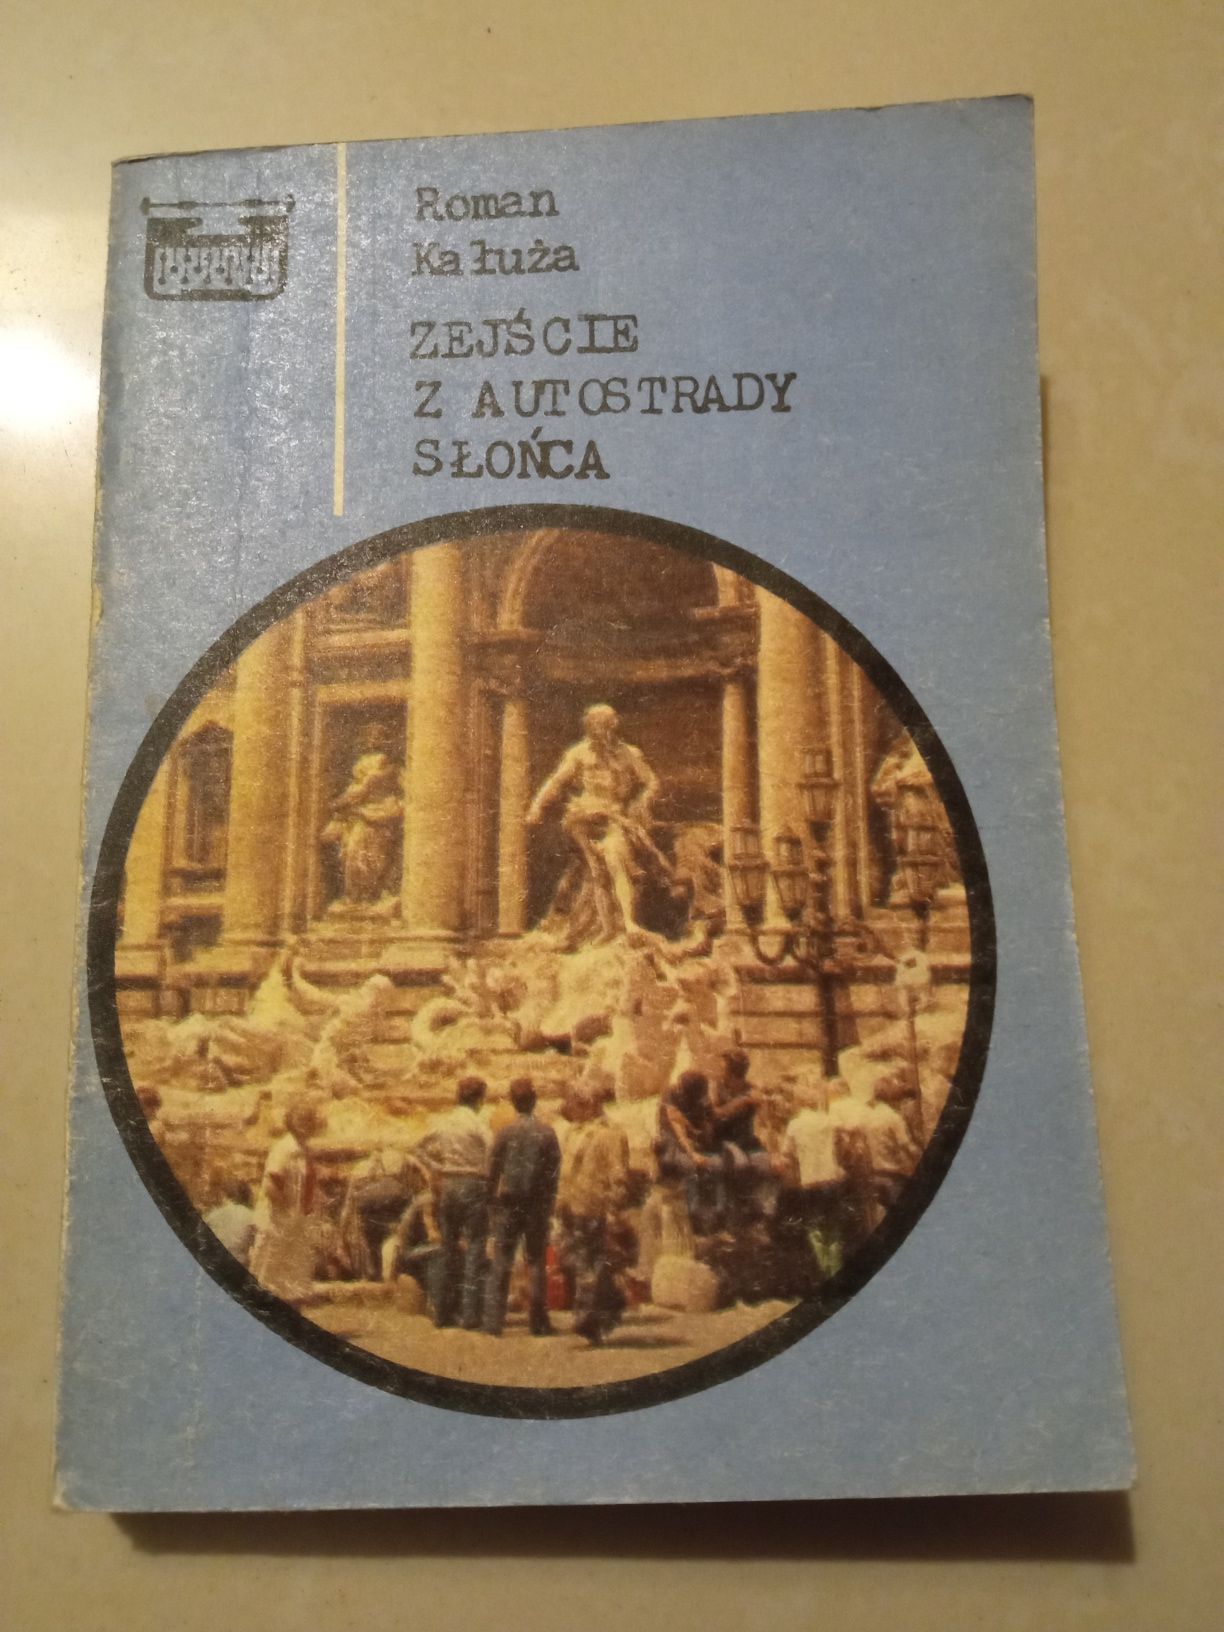 Roman
Kałuża
ZEJŚCIE
Z AUTOSTRADY
SŁOŃCA